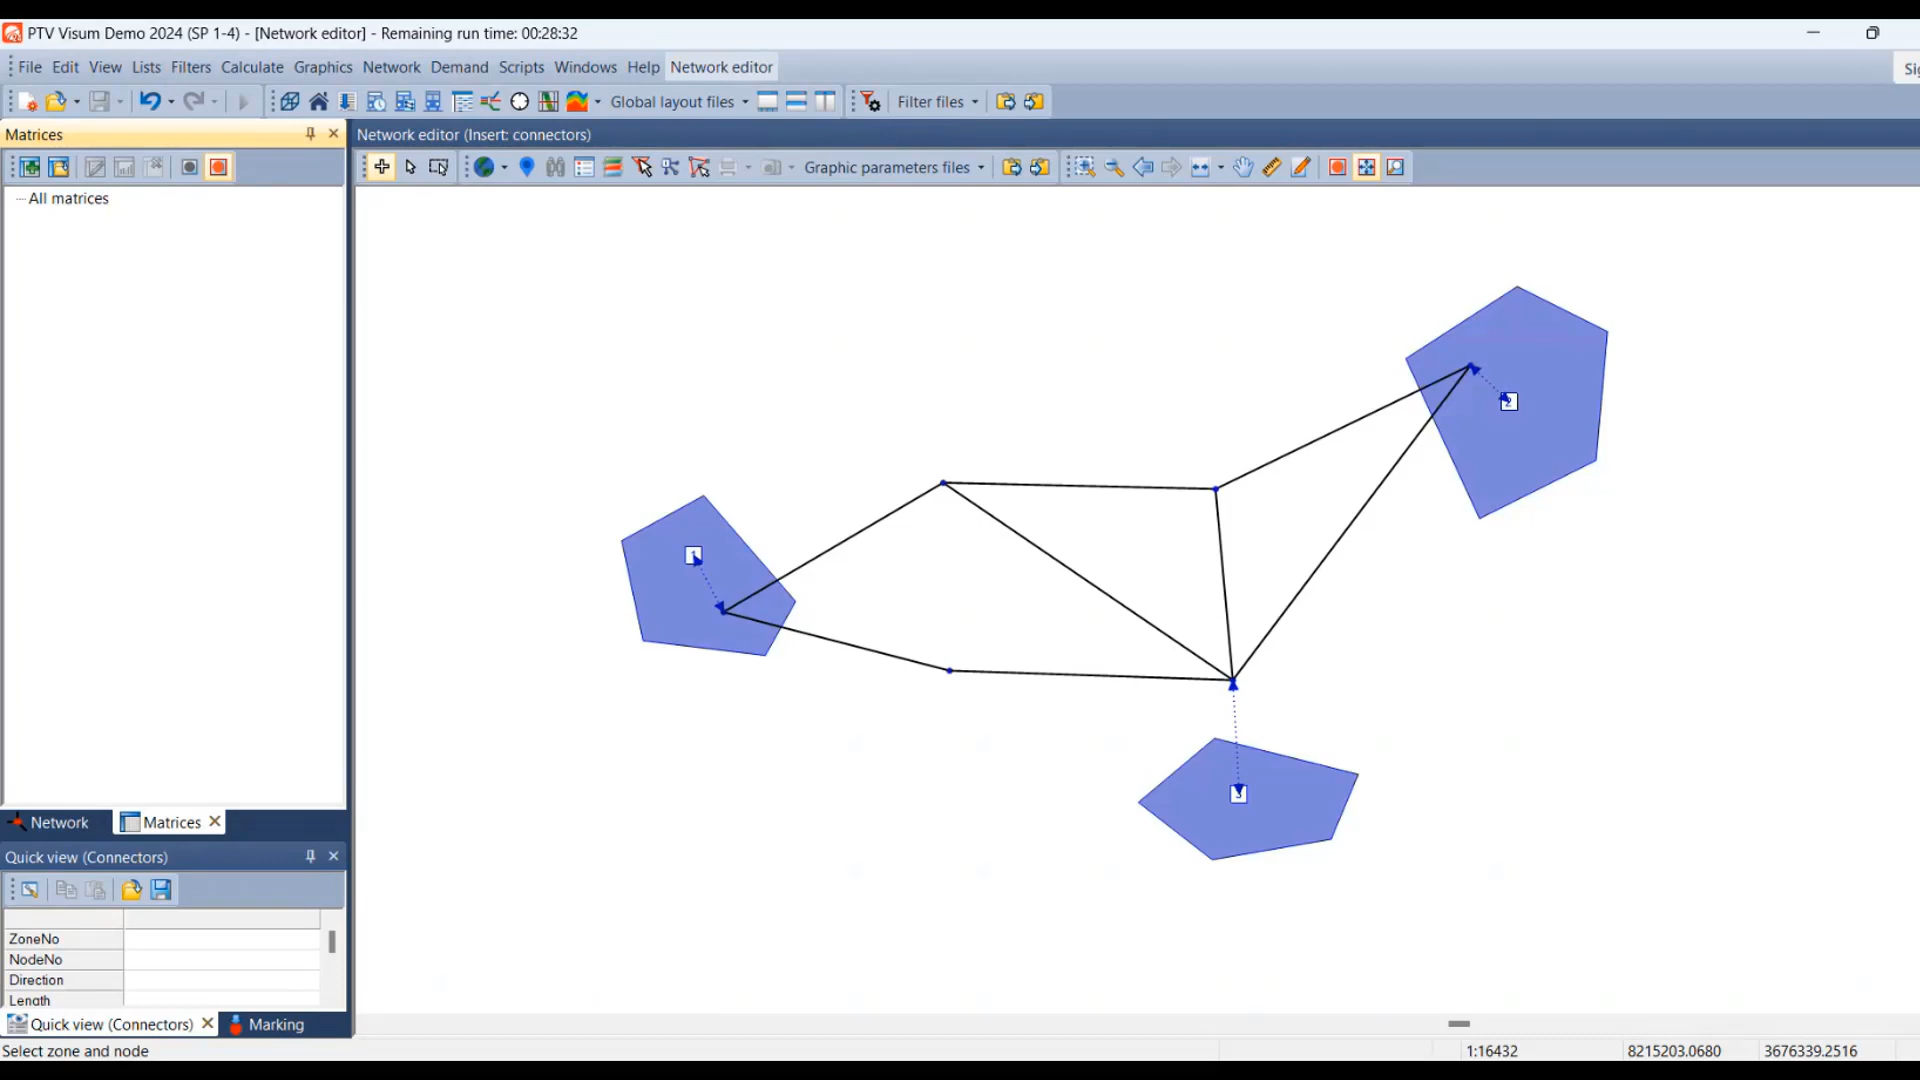 PTV Visum Demo 2024 (SP 1-4) - [Network editor] - Remaining run time: 00:28:32
File Edit View Lists Filters Calculate Graphics Network Demand Scripts Windows Help Network editor
Global layout files Filter files
Matrices
Network editor (Insert: connectors)
Graphic parameters files
All matrices
2
1
3
Network Matrices
Quick view (Connectors)
ZoneNo
NodeNo
Direction
Length
Quick view (Connectors) Marking
Select zone and node 1:16432 8215203.0680 3676339.2516